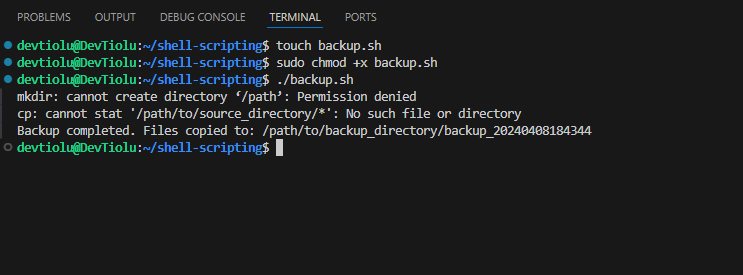 PROBLEMS OUTPUT DEBUG CONSOLE TERMINAL PORTS
devtiolu@DevTiolu:~/shell-scripting$ touch backup.sh
devtiolu@DevTiolu:~/shell-scripting$ sudo chmod +x backup.sh
devtiolu@DevTiolu:~/shell-scripting$ ./backup.sh
mkdir: cannot create directory ‘/path’: Permission denied
cp: cannot stat '/path/to/source_directory/*': No such file or directory
Backup completed. Files copied to: /path/to/backup_directory/backup_20240408184344
devtiolu@DevTiolu:~/shell-scripting$